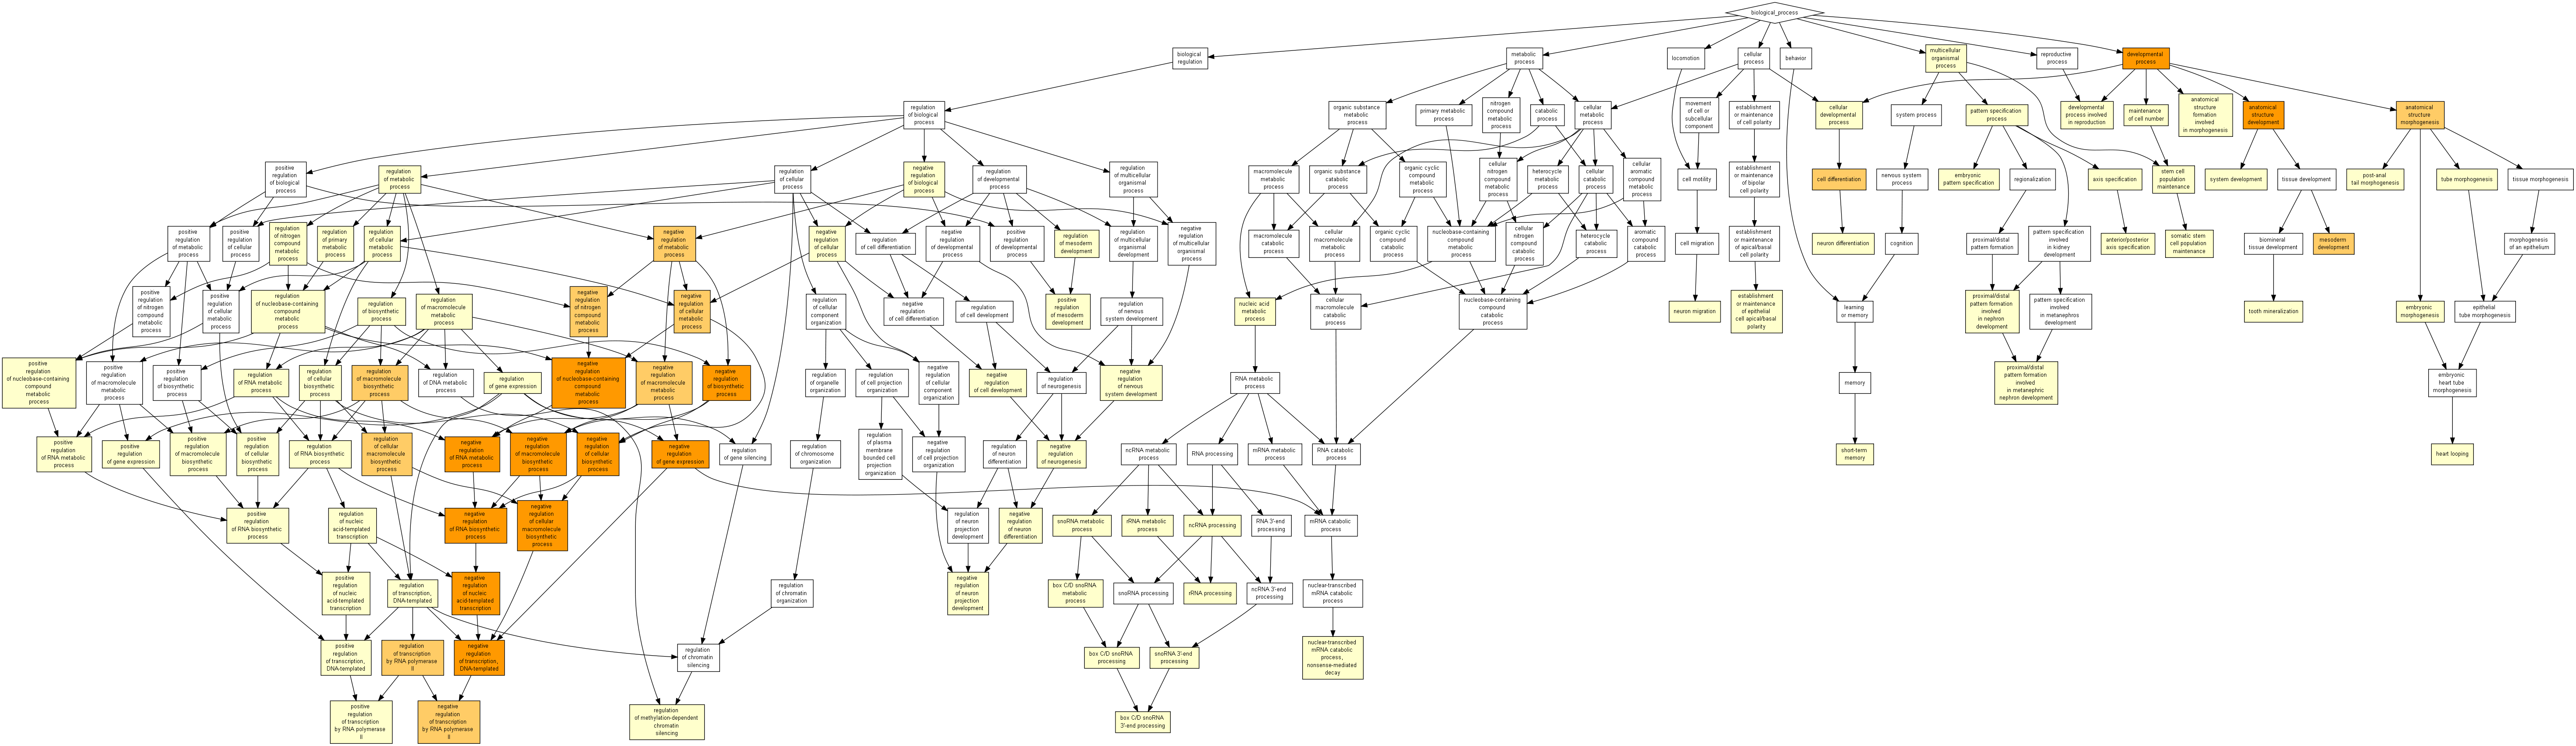 biological_process
biological
regulation
metabolic
process
locomotion
cellular
process
behavior
multicellular
organismal
process
reproductive
process
developmental
process
regulation
of biological
process
organic substance
metabolic
process
primary metabolic
process
nitrogen
compound
metabolic
process
catabolic
process
cellular
metabolic
process
movement
of cell or
subcellular
component
establishment
or maintenance
of cell polarity
cellular
developmental
process
system process
pattern specification
process
developmental
process involved
in reproduction
maintenance
of cell number
anatomical
structure
formation
involved
in morphogenesis
anatomical
structure
development
anatomical
structure
morphogenesis
positive
regulation
of biological
process
regulation
of metabolic
process
regulation
of cellular
process
negative
regulation
of biological
process
regulation
of developmental
process
regulation
of multicellular
organismal
process
macromolecule
metabolic
process
organic substance
catabolic
process
organic cyclic
compound
metabolic
process
cellular
nitrogen
compound
metabolic
process
heterocycle
metabolic
process
cellular
catabolic
process
cellular
aromatic
compound
metabolic
process
cell motility
establishment
or maintenance
of bipolar
cell polarity
cell differentiation
nervous system
process
embryonic
pattern specification
regionalization
axis specification
stem cell
population
maintenance
system development
tissue development
post-anal
tail morphogenesis
tube morphogenesis
tissue morphogenesis
positive
regulation
of metabolic
process
positive
regulation
of cellular
process
regulation
of nitrogen
compound
metabolic
process
regulation
of primary
metabolic
process
regulation
of cellular
metabolic
process
negative
regulation
of metabolic
process
negative
regulation
of cellular
process
regulation
of cell differentiation
negative
regulation
of developmental
process
positive
regulation
of developmental
process
regulation
of mesoderm
development
regulation
of multicellular
organismal
development
negative
regulation
of multicellular
organismal
process
macromolecule
catabolic
process
cellular
macromolecule
metabolic
process
organic cyclic
compound
catabolic
process
nucleobase-containing
compound
metabolic
process
cellular
nitrogen
compound
catabolic
process
heterocycle
catabolic
process
aromatic
compound
catabolic
process
cell migration
establishment
or maintenance
of apical/basal
cell polarity
neuron differentiation
cognition
proximal/distal
pattern formation
pattern specification
involved
in kidney
development
anterior/posterior
axis specification
somatic stem
cell population
maintenance
biomineral
tissue development
mesoderm
development
morphogenesis
of an epithelium
positive
regulation
of nitrogen
compound
metabolic
process
positive
regulation
of cellular
metabolic
process
regulation
of nucleobase-containing
compound
metabolic
process
regulation
of biosynthetic
process
regulation
of macromolecule
metabolic
process
negative
regulation
of nitrogen
compound
metabolic
process
negative
regulation
of cellular
metabolic
process
regulation
of cellular
component
organization
negative
regulation
of cell differentiation
regulation
of cell development
positive
regulation
of mesoderm
development
regulation
of nervous
system development
nucleic acid
metabolic
process
cellular
macromolecule
catabolic
process
nucleobase-containing
compound
catabolic
process
neuron migration
establishment
or maintenance
of epithelial
cell apical/basal
polarity
learning
or memory
proximal/distal
pattern formation
involved
in nephron
development
pattern specification
involved
in metanephros
development
tooth mineralization
embryonic
morphogenesis
epithelial
tube morphogenesis
positive
regulation
of nucleobase-containing
compound
metabolic
process
positive
regulation
of macromolecule
metabolic
process
positive
regulation
of biosynthetic
process
regulation
of RNA metabolic
process
regulation
of cellular
biosynthetic
process
regulation
of macromolecule
biosynthetic
process
regulation
of DNA metabolic
process
regulation
of gene expression
negative
regulation
of nucleobase-containing
compound
metabolic
process
negative
regulation
of macromolecule
metabolic
process
negative
regulation
of biosynthetic
process
regulation
of organelle
organization
regulation
of cell projection
organization
negative
regulation
of cellular
component
organization
negative
regulation
of cell development
regulation
of neurogenesis
negative
regulation
of nervous
system development
RNA metabolic
process
memory
proximal/distal
pattern formation
involved
in metanephric
nephron development
embryonic
heart tube
morphogenesis
positive
regulation
of RNA metabolic
process
positive
regulation
of gene expression
positive
regulation
of macromolecule
biosynthetic
process
positive
regulation
of cellular
biosynthetic
process
regulation
of RNA biosynthetic
process
regulation
of cellular
macromolecule
biosynthetic
process
negative
regulation
of RNA metabolic
process
negative
regulation
of macromolecule
biosynthetic
process
negative
regulation
of cellular
biosynthetic
process
negative
regulation
of gene expression
regulation
of gene silencing
regulation
of chromosome
organization
regulation
of plasma
membrane
bounded cell
projection
organization
negative
regulation
of cell projection
organization
regulation
of neuron
differentiation
negative
regulation
of neurogenesis
ncRNA metabolic
process
RNA processing
mRNA metabolic
process
RNA catabolic
process
short-term
memory
heart looping
positive
regulation
of RNA biosynthetic
process
regulation
of nucleic
acid-templated
transcription
negative
regulation
of RNA biosynthetic
process
negative
regulation
of cellular
macromolecule
biosynthetic
process
regulation
of neuron
projection
development
negative
regulation
of neuron
differentiation
snoRNA metabolic
process
rRNA metabolic
process
ncRNA processing
RNA 3'-end
processing
mRNA catabolic
process
positive
regulation
of nucleic
acid-templated
transcription
regulation
of transcription,
DNA-templated
negative
regulation
of nucleic
acid-templated
transcription
regulation
of chromatin
organization
negative
regulation
of neuron
projection
development
box C/D snoRNA
metabolic
process
snoRNA processing
rRNA processing
ncRNA 3'-end
processing
nuclear-transcribed
mRNA catabolic
process
positive
regulation
of transcription,
DNA-templated
regulation
of transcription
by RNA polymerase
II
negative
regulation
of transcription,
DNA-templated
regulation
of chromatin
silencing
box C/D snoRNA
processing
snoRNA 3'-end
processing
nuclear-transcribed
mRNA catabolic
process,
nonsense-mediated
decay
positive
regulation
of transcription
by RNA polymerase
II
negative
regulation
of transcription
by RNA polymerase
II
regulation
of methylation-dependent
chromatin
silencing
box C/D snoRNA
3'-end processing